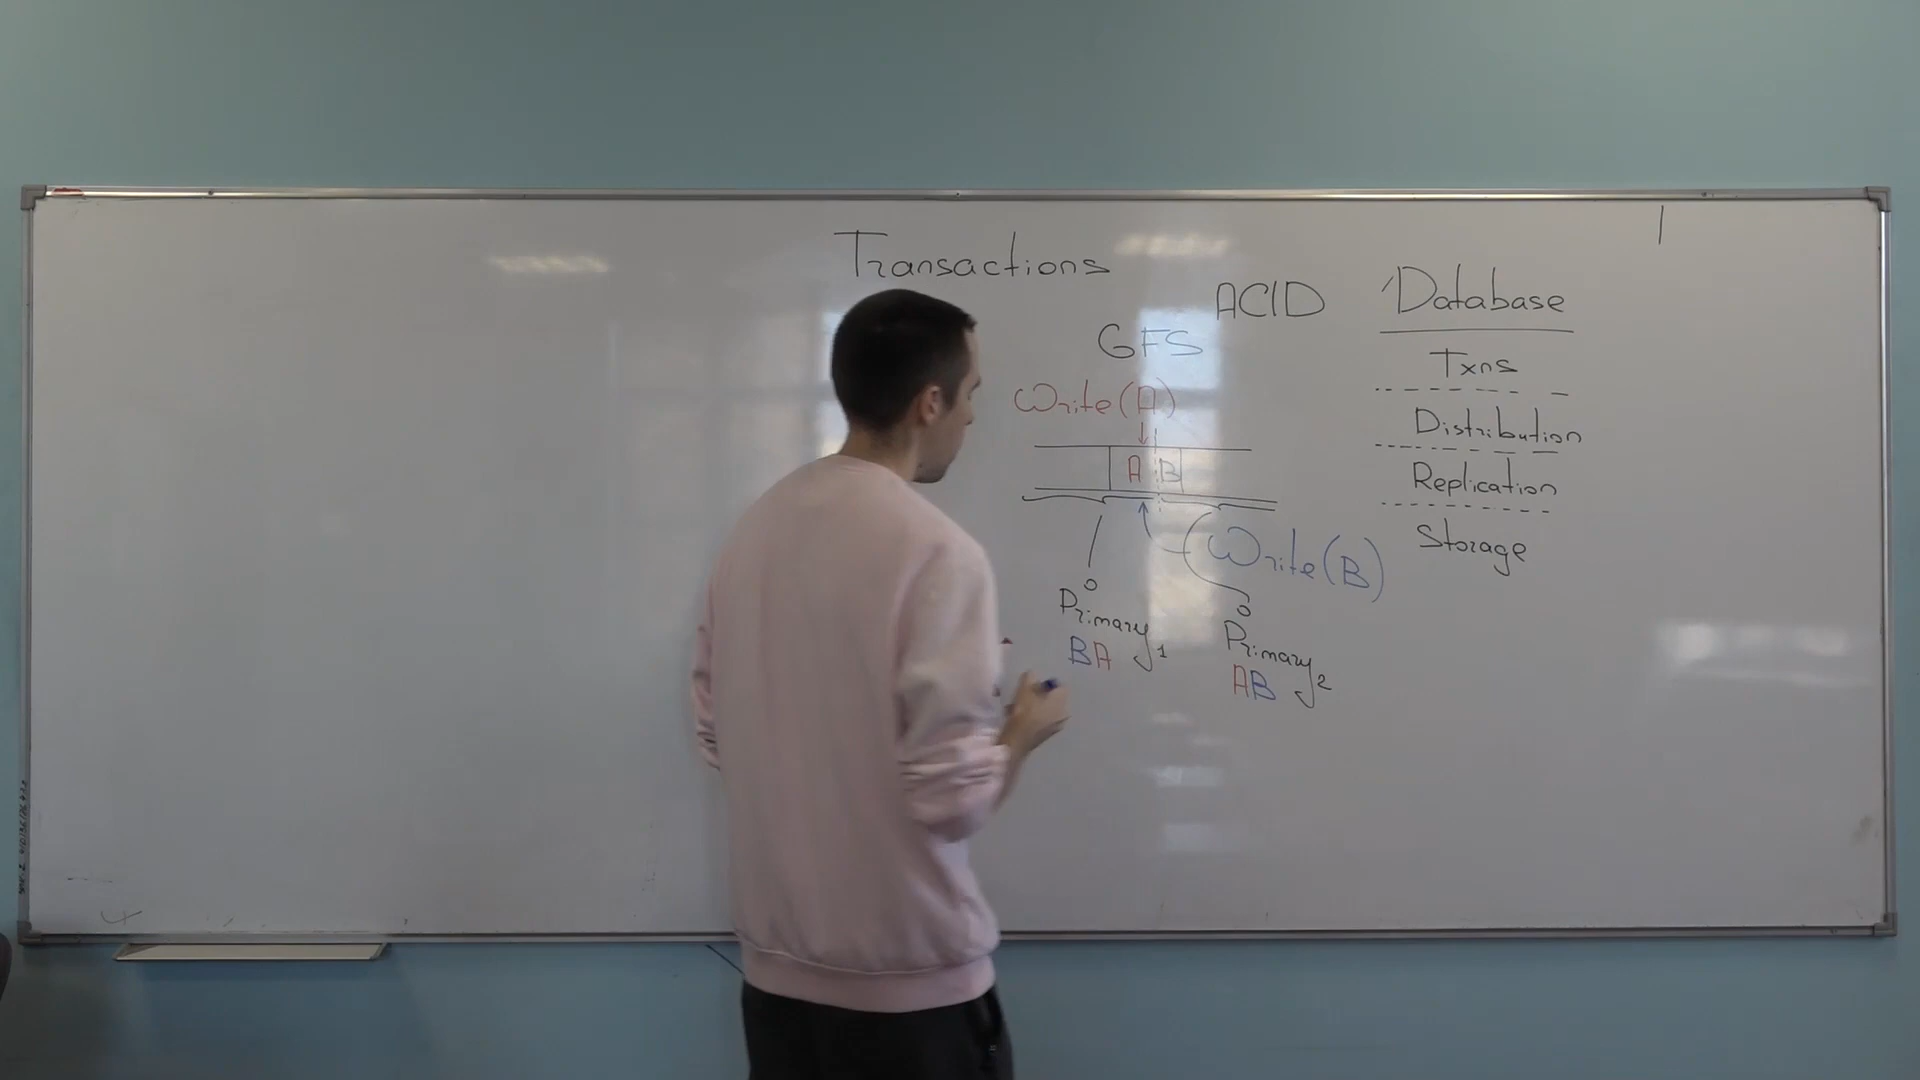 Transactions
ACID
GFS
Write(A)
A B
Write(B)
Primary1
BA
Primary2
AB
Database
Txns
Distribution
Replication
Storage